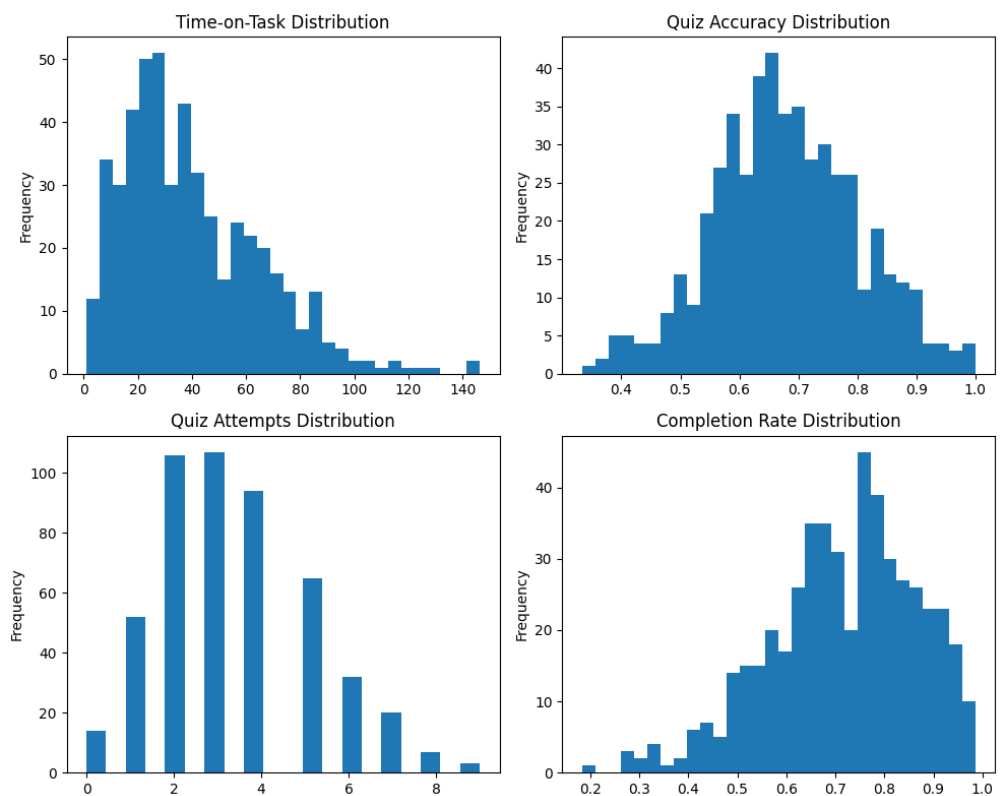 Time-on-Task Distribution
Frequency
0 10 20 30 40 50
0 20 40 60 80 100 120 140
Quiz Accuracy Distribution
Frequency
0 5 10 15 20 25 30 35 40
0.4 0.5 0.6 0.7 0.8 0.9 1.0
Quiz Attempts Distribution
Frequency
0 20 40 60 80 100
0 2 4 6 8
Completion Rate Distribution
Frequency
0 10 20 30 40
0.2 0.3 0.4 0.5 0.6 0.7 0.8 0.9 1.0